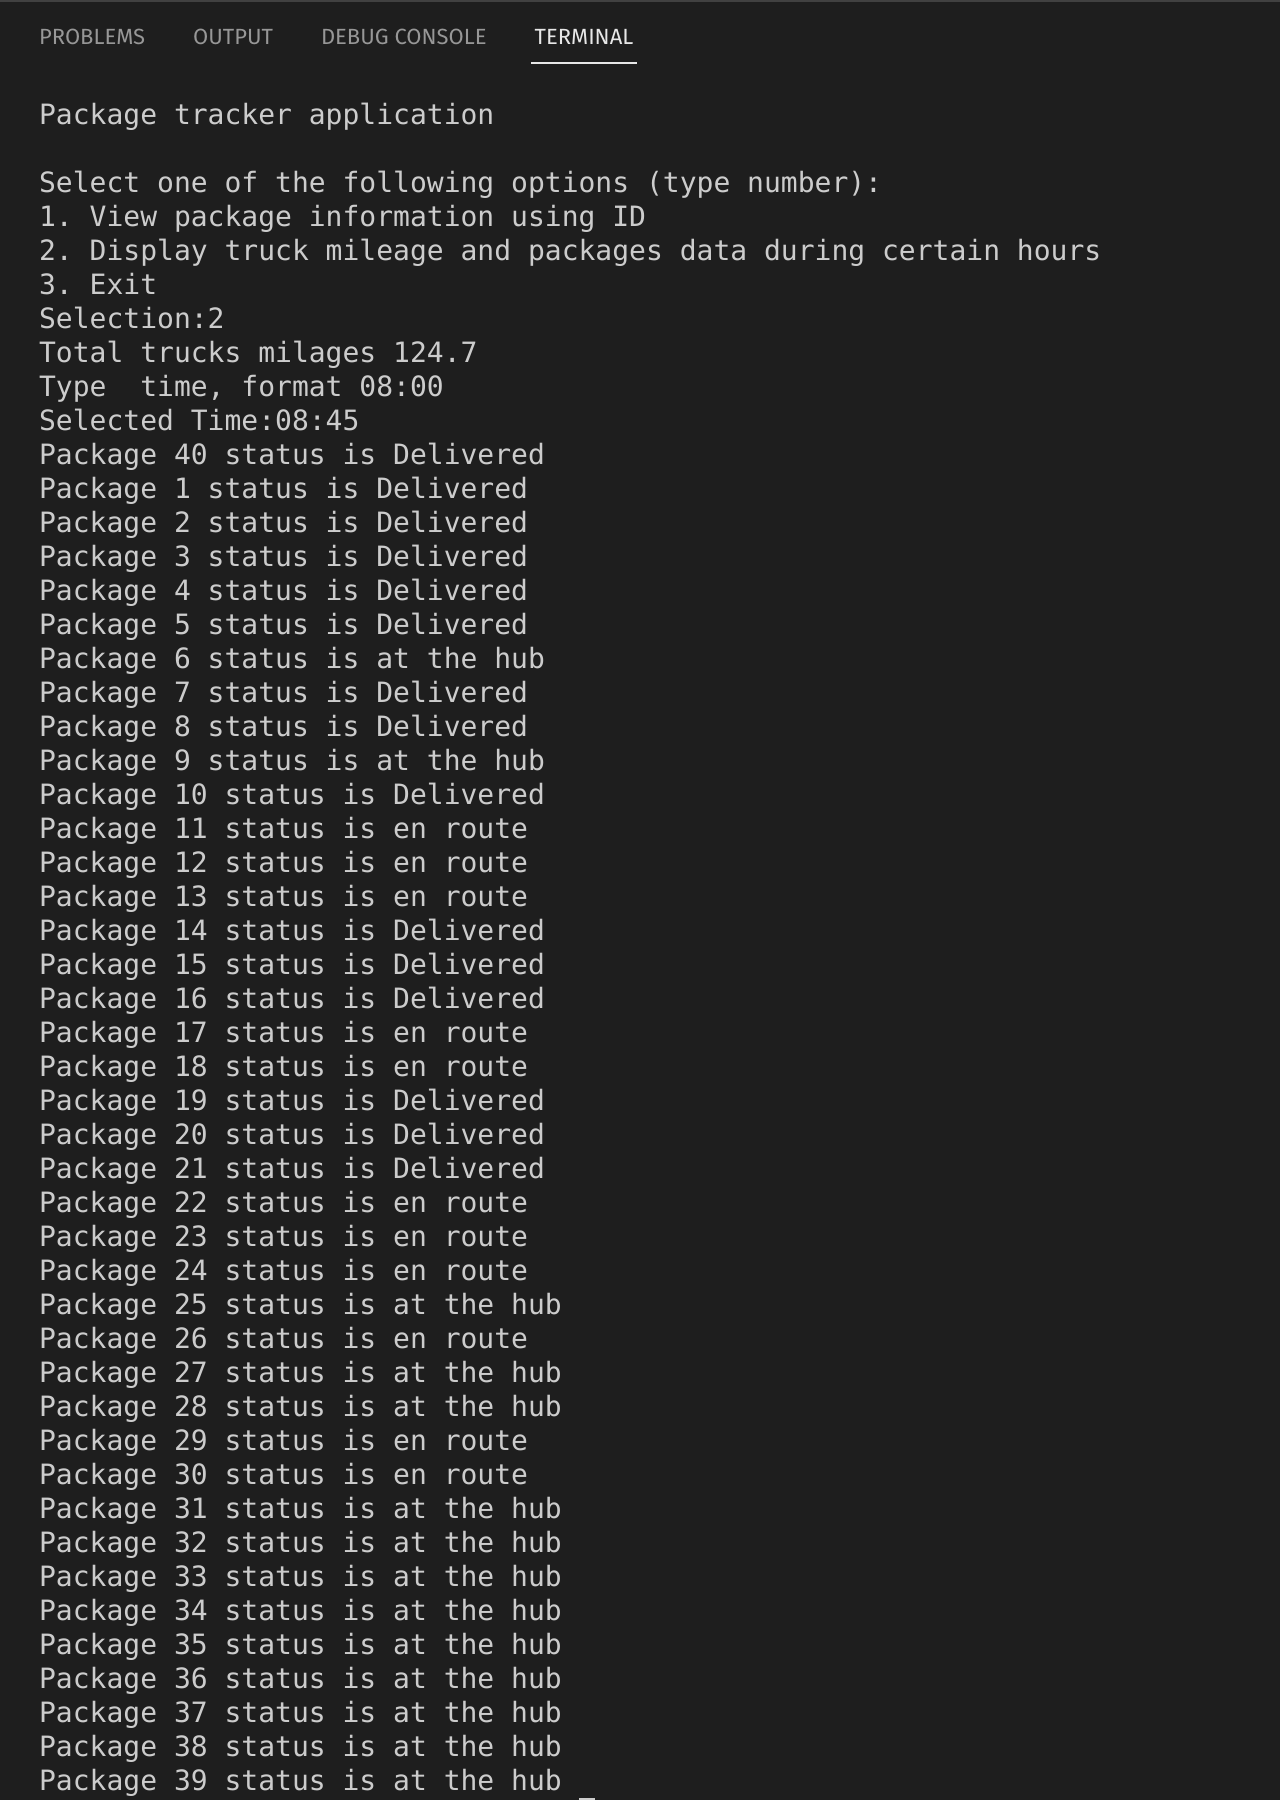 PROBLEMS OUTPUT DEBUG CONSOLE TERMINAL
Package tracker application
Select one of the following options (type number):
1. View package information using ID
2. Display truck mileage and packages data during certain hours
3. Exit
Selection:2
Total trucks milages 124.7
Type  time, format 08:00
Selected Time:08:45
Package 40 status is Delivered
Package 1 status is Delivered
Package 2 status is Delivered
Package 3 status is Delivered
Package 4 status is Delivered
Package 5 status is Delivered
Package 6 status is at the hub
Package 7 status is Delivered
Package 8 status is Delivered
Package 9 status is at the hub
Package 10 status is Delivered
Package 11 status is en route
Package 12 status is en route
Package 13 status is en route
Package 14 status is Delivered
Package 15 status is Delivered
Package 16 status is Delivered
Package 17 status is en route
Package 18 status is en route
Package 19 status is Delivered
Package 20 status is Delivered
Package 21 status is Delivered
Package 22 status is en route
Package 23 status is en route
Package 24 status is en route
Package 25 status is at the hub
Package 26 status is en route
Package 27 status is at the hub
Package 28 status is at the hub
Package 29 status is en route
Package 30 status is en route
Package 31 status is at the hub
Package 32 status is at the hub
Package 33 status is at the hub
Package 34 status is at the hub
Package 35 status is at the hub
Package 36 status is at the hub
Package 37 status is at the hub
Package 38 status is at the hub
Package 39 status is at the hub